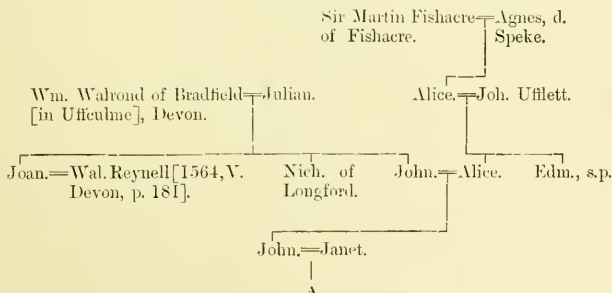 Sir Martin Fishacre=Agnes, d.
of Fishacre. Speke.
Wm. Walrond of Bradfield=Julian. Alice.=Joh. Ufflett.
[in Uffculme], Devon.
Joan.=Wal. Reynell [1564, V. Nich. of John.=Alice. Edm., s.p.
Devon, p. 181]. Longford.
John.=Janet.
A